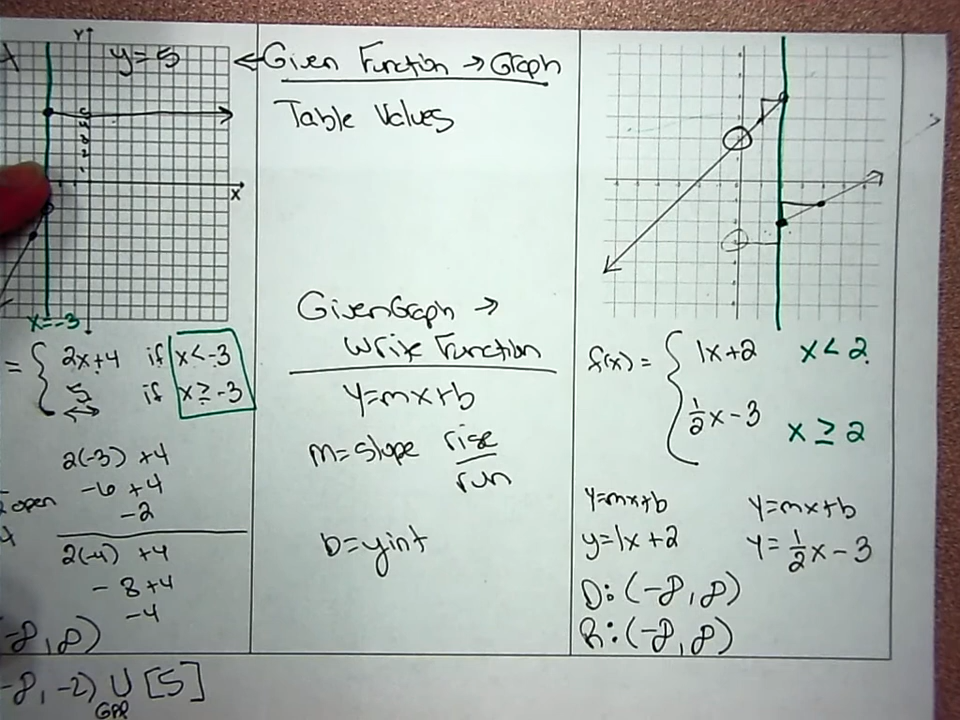 Y
y=5
X
x=-3
= { 2x+4 if x<-3
5 if x≥-3
2(-3) +4
-6 +4
-2
open
2(-4) +4
-8+4
-4
-∞,∞)
-∞,-2) U [5]
GAP
←Given Function → Graph
Table Values
Given Graph →
Write Function
y=mx+b
m=slope rise
run
b=yint
f(x) = { 1x+2 x<2
1/2x-3 x≥2
y=mx+b y=mx+b
y=1x+2 y=1/2x-3
D:(-∞,∞)
R:(-∞,∞)